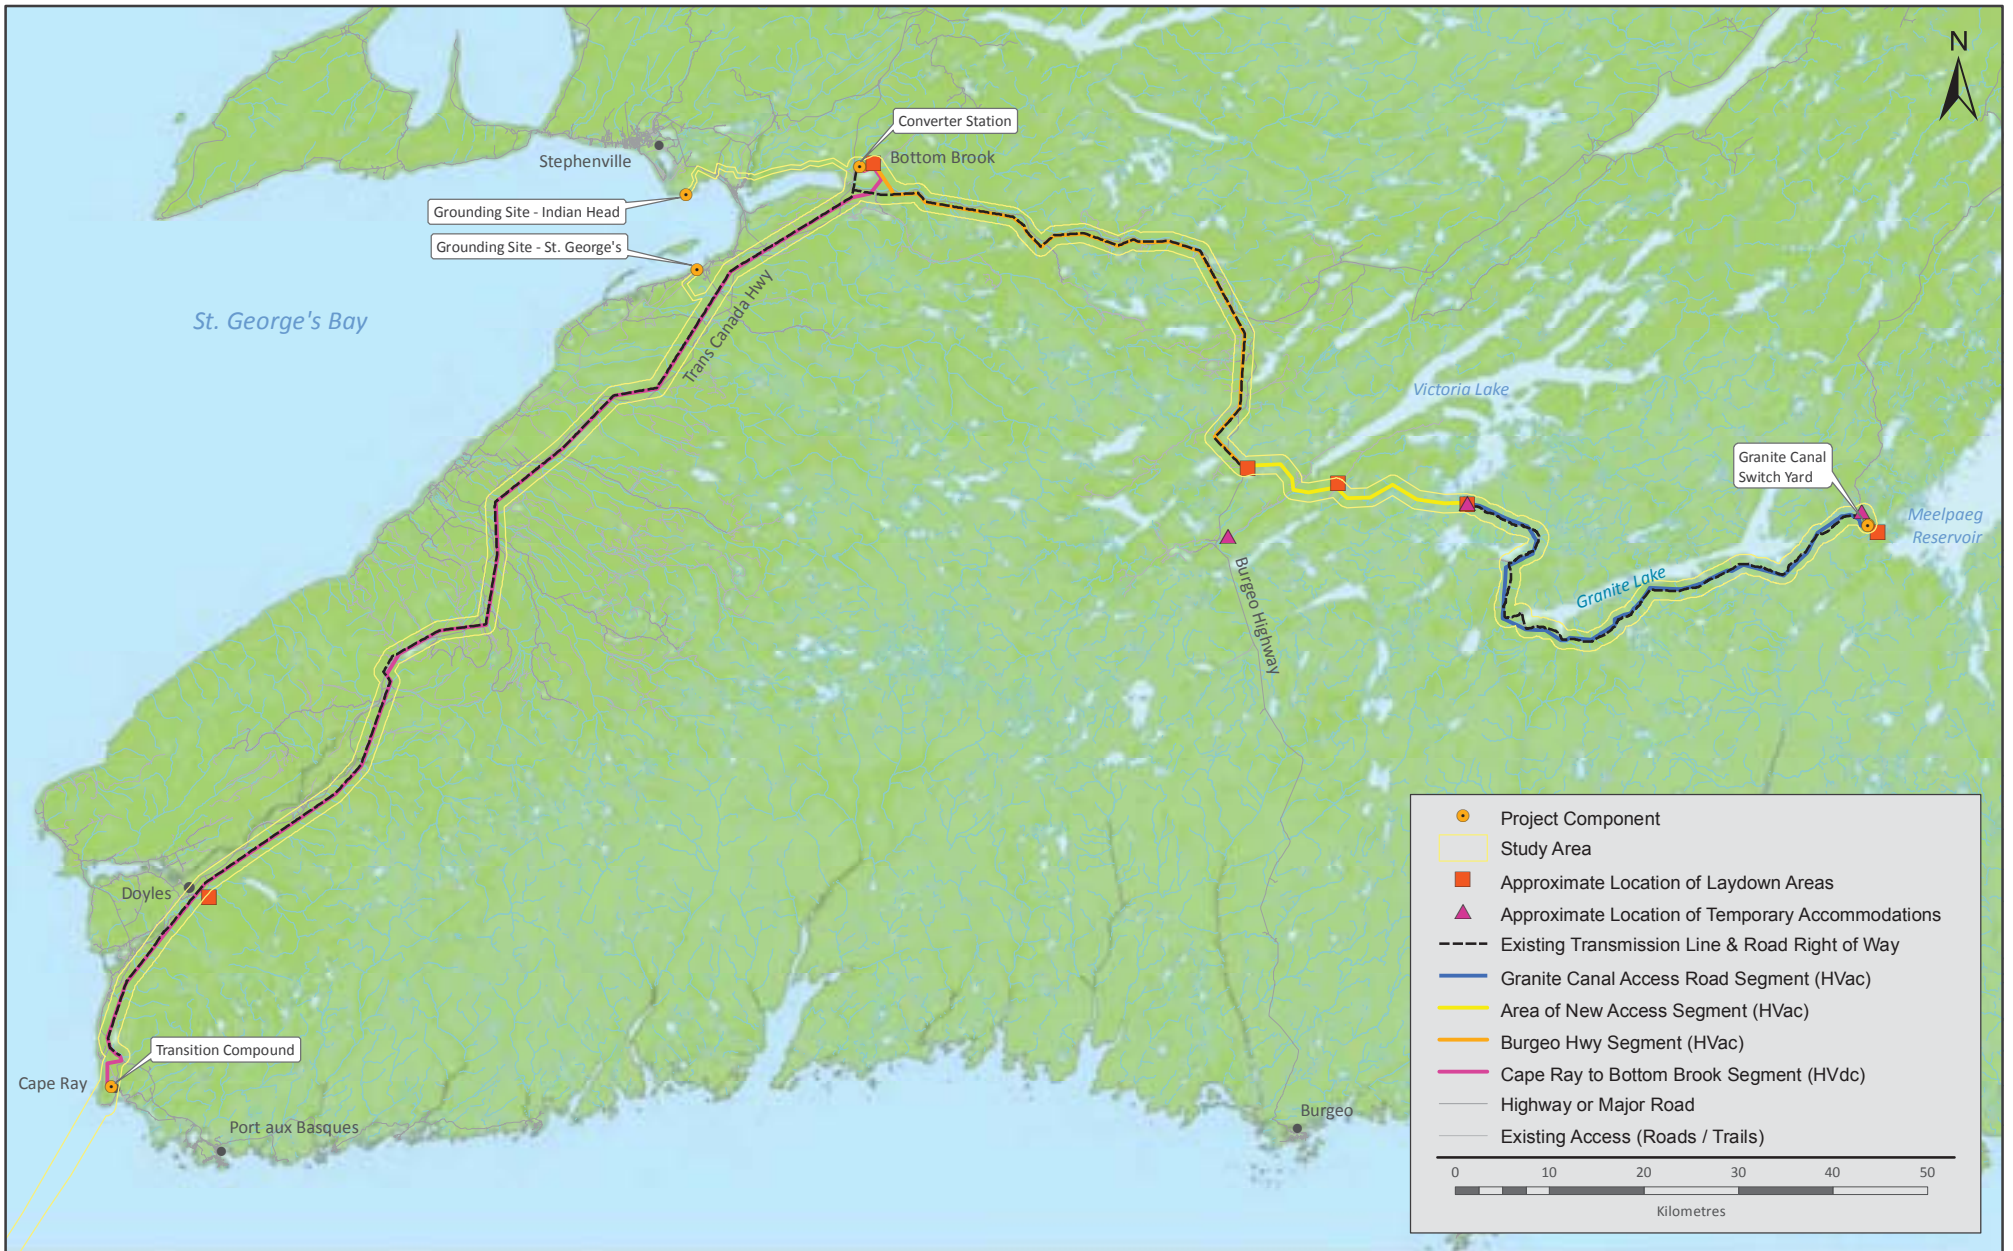 N
Converter Station
Bottom Brook
Stephenville
Grounding Site - Indian Head
Grounding Site - St. George's
St. George's Bay
Trans Canada Hwy
Victoria Lake
Granite Canal
Switch Yard
Meelpaeg
Reservoir
Granite Lake
Burgeo Highway
Doyles
Transition Compound
Cape Ray
Port aux Basques
Burgeo
Project Component
Study Area
Approximate Location of Laydown Areas
Approximate Location of Temporary Accommodations
Existing Transmission Line & Road Right of Way
Granite Canal Access Road Segment (HVac)
Area of New Access Segment (HVac)
Burgeo Hwy Segment (HVac)
Cape Ray to Bottom Brook Segment (HVdc)
Highway or Major Road
Existing Access (Roads / Trails)
0 10 20 30 40 50
Kilometres